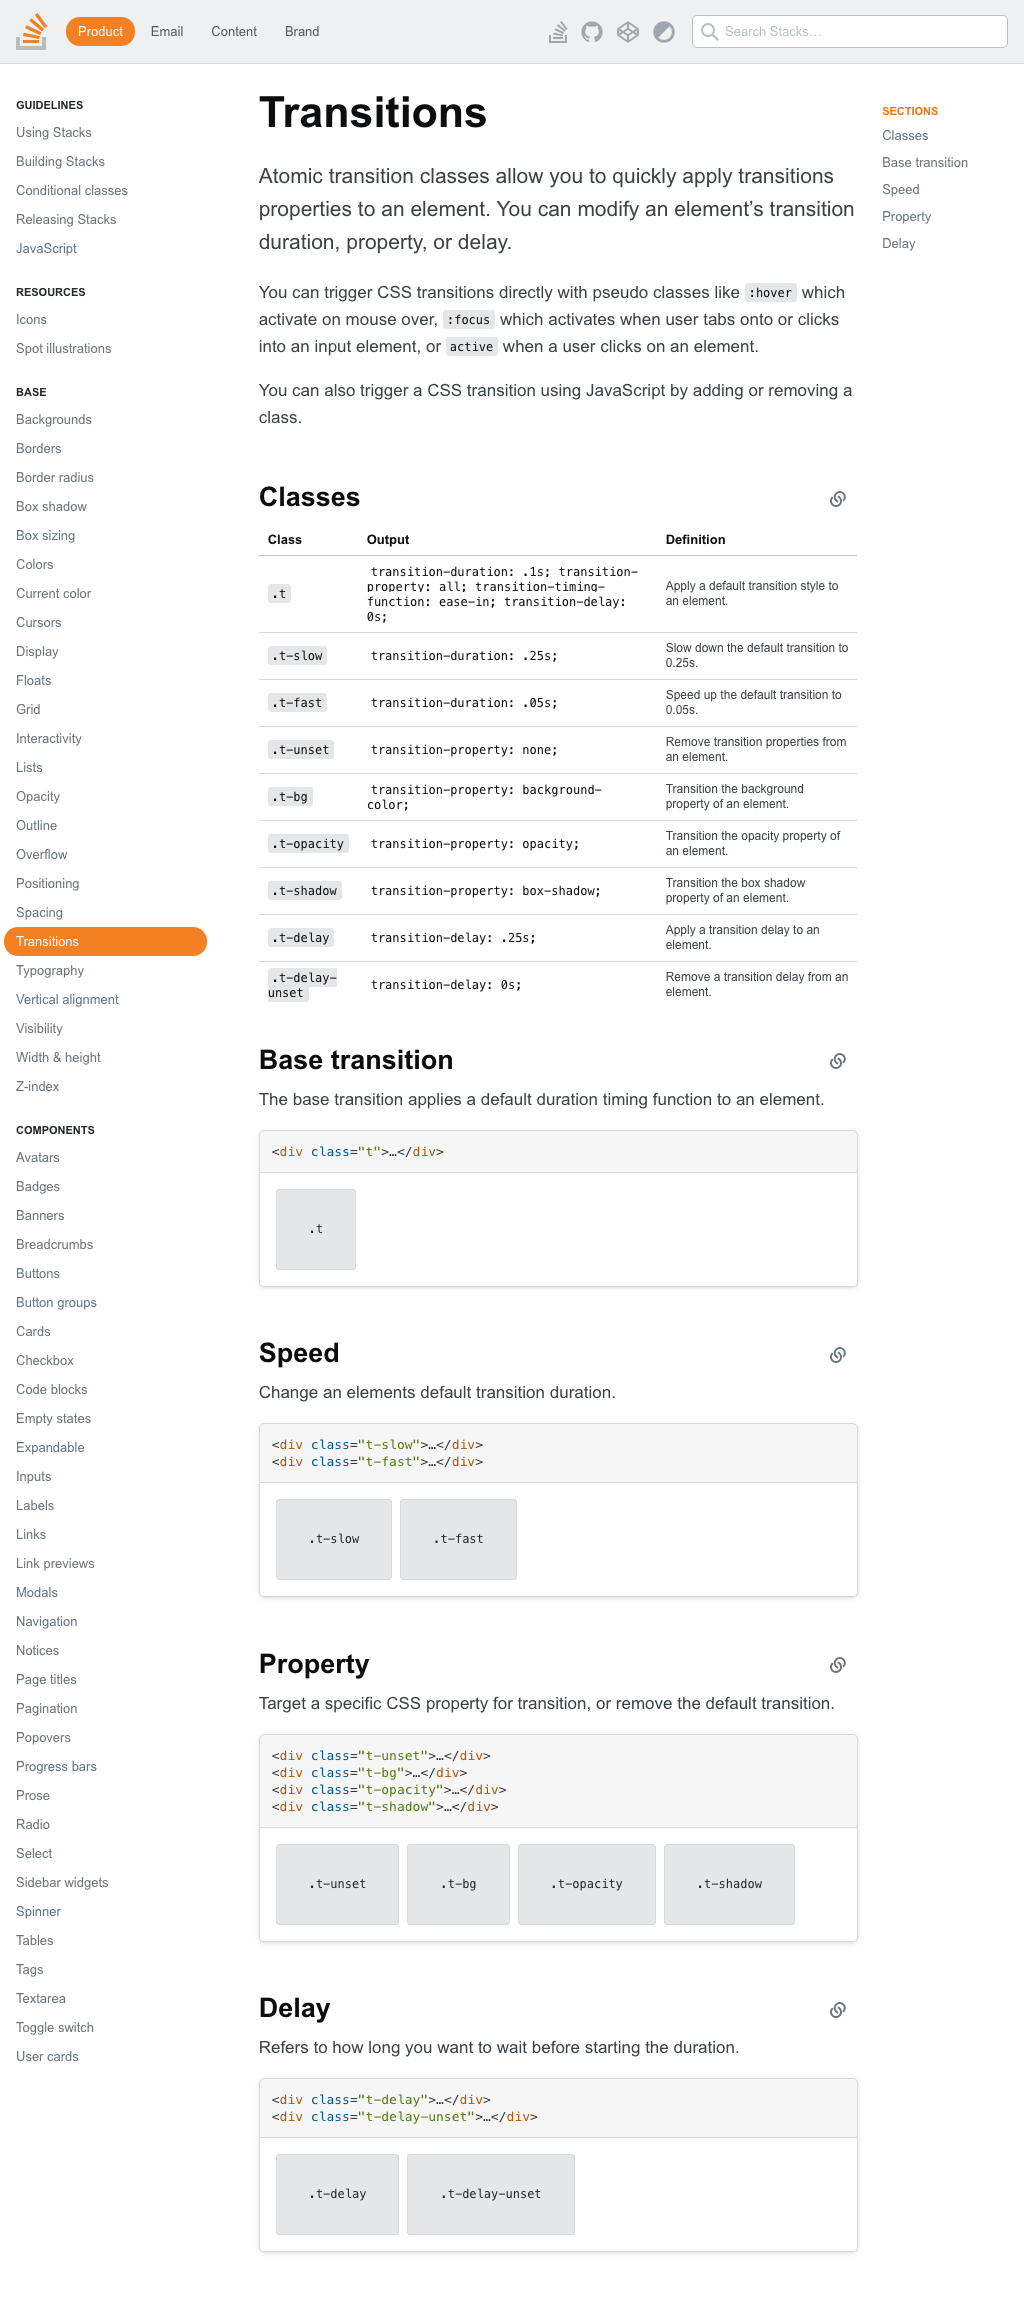 Product Email Content Brand
Search Stacks…
GUIDELINES
Using Stacks
Building Stacks
Conditional classes
Releasing Stacks
JavaScript
RESOURCES
Icons
Spot illustrations
BASE
Backgrounds
Borders
Border radius
Box shadow
Box sizing
Colors
Current color
Cursors
Display
Floats
Grid
Interactivity
Lists
Opacity
Outline
Overflow
Positioning
Spacing
Transitions
Typography
Vertical alignment
Visibility
Width & height
Z-index
COMPONENTS
Avatars
Badges
Banners
Breadcrumbs
Buttons
Button groups
Cards
Checkbox
Code blocks
Empty states
Expandable
Inputs
Labels
Links
Link previews
Modals
Navigation
Notices
Page titles
Pagination
Popovers
Progress bars
Prose
Radio
Select
Sidebar widgets
Spinner
Tables
Tags
Textarea
Toggle switch
User cards
Transitions
Atomic transition classes allow you to quickly apply transitions
properties to an element. You can modify an element’s transition
duration, property, or delay.
You can trigger CSS transitions directly with pseudo classes like :hover which
activate on mouse over, :focus which activates when user tabs onto or clicks
into an input element, or active when a user clicks on an element.
You can also trigger a CSS transition using JavaScript by adding or removing a
class.
Classes
Class Output Definition
.t
transition-duration: .1s; transition-
property: all; transition-timing-
function: ease-in; transition-delay:
0s;
Apply a default transition style to
an element.
.t-slow
transition-duration: .25s;
Slow down the default transition to
0.25s.
.t-fast
transition-duration: .05s;
Speed up the default transition to
0.05s.
.t-unset
transition-property: none;
Remove transition properties from
an element.
.t-bg
transition-property: background-
color;
Transition the background
property of an element.
.t-opacity
transition-property: opacity;
Transition the opacity property of
an element.
.t-shadow
transition-property: box-shadow;
Transition the box shadow
property of an element.
.t-delay
transition-delay: .25s;
Apply a transition delay to an
element.
.t-delay-
unset
transition-delay: 0s;
Remove a transition delay from an
element.
Base transition
The base transition applies a default duration timing function to an element.
<div class="t">…</div>
.t
Speed
Change an elements default transition duration.
<div class="t-slow">…</div>
<div class="t-fast">…</div>
.t-slow .t-fast
Property
Target a specific CSS property for transition, or remove the default transition.
<div class="t-unset">…</div>
<div class="t-bg">…</div>
<div class="t-opacity">…</div>
<div class="t-shadow">…</div>
.t-unset .t-bg .t-opacity .t-shadow
Delay
Refers to how long you want to wait before starting the duration.
<div class="t-delay">…</div>
<div class="t-delay-unset">…</div>
.t-delay .t-delay-unset
SECTIONS
Classes
Base transition
Speed
Property
Delay